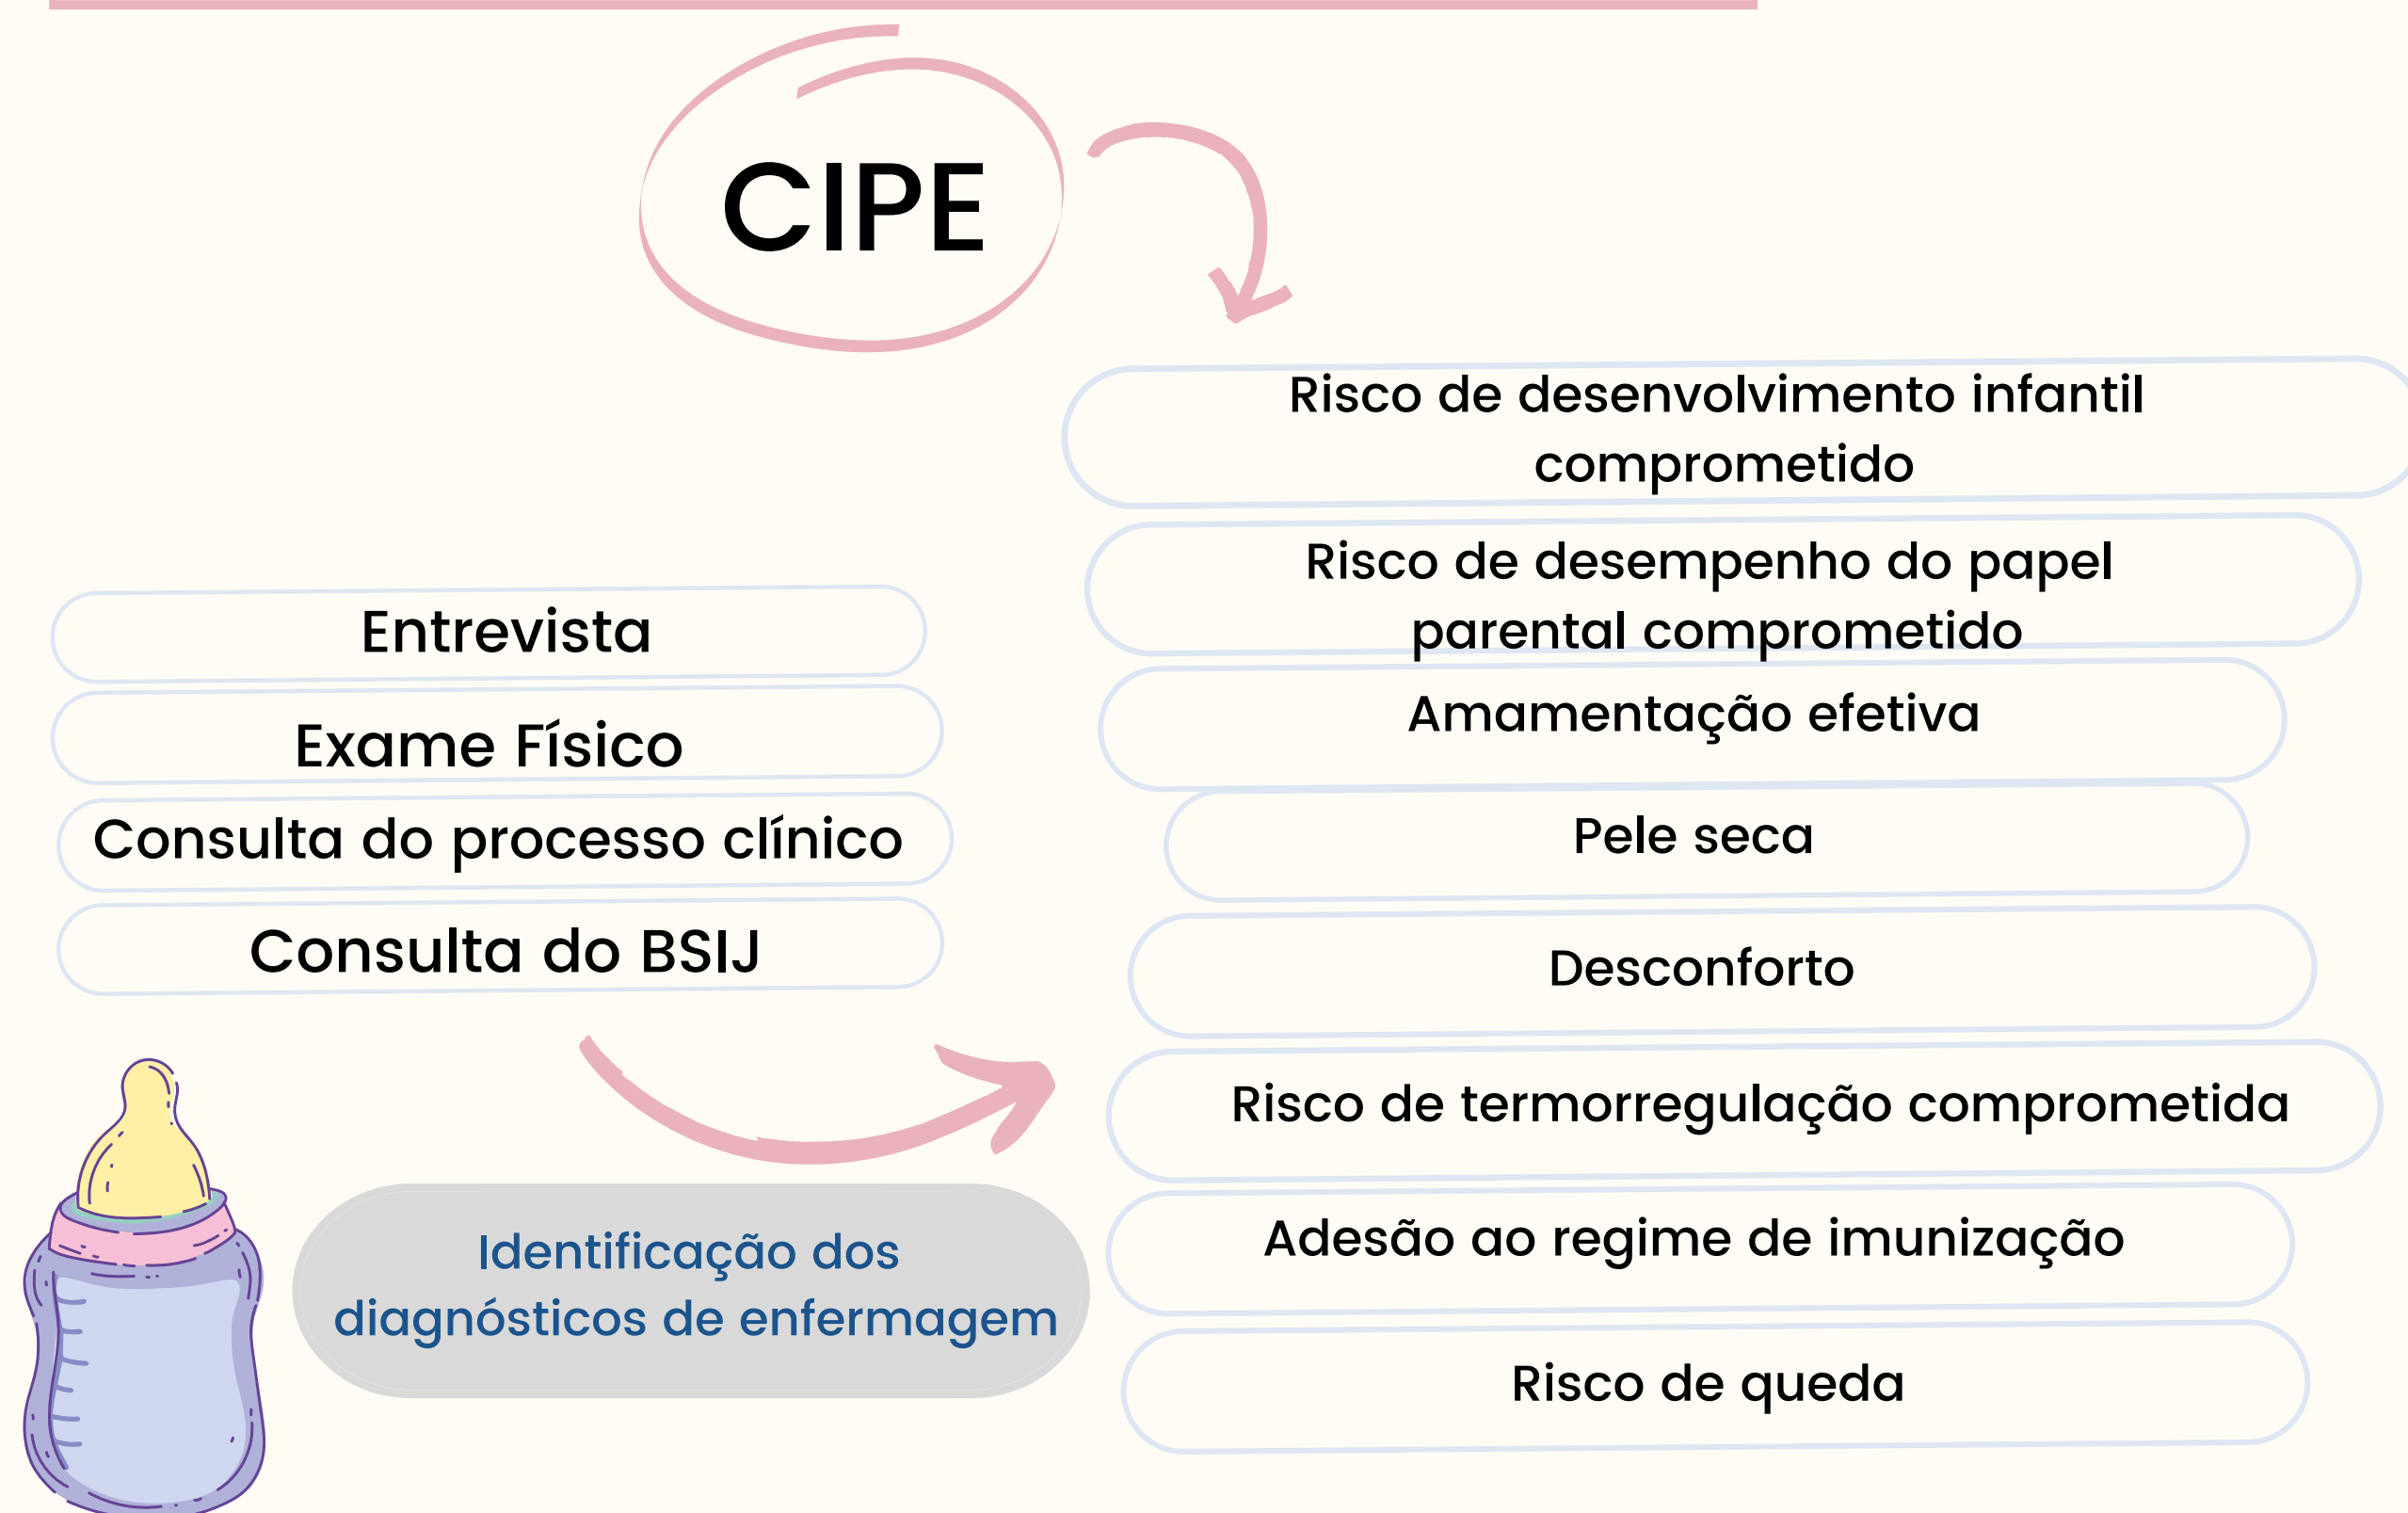 CIPE
Entrevista
Exame Físico
Consulta do processo clínico
Consulta do BSIJ
Identificação dos
diagnósticos de enfermagem
Risco de desenvolvimento infantil
comprometido
Risco de desempenho do papel
parental comprometido
Amamentação efetiva
Pele seca
Desconforto
Risco de termorregulação comprometida
Adesão ao regime de imunização
Risco de queda